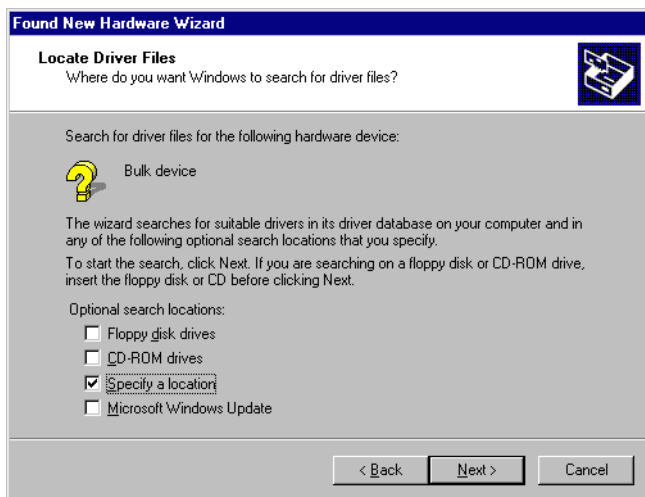 Found New Hardware Wizard
Locate Driver Files
Where do you want Windows to search for driver files?
Search for driver files for the following hardware device:
Bulk device
The wizard searches for suitable drivers in its driver database on your computer and in
any of the following optional search locations that you specify.
To start the search, click Next. If you are searching on a floppy disk or CD-ROM drive,
insert the floppy disk or CD before clicking Next.
Optional search locations:
Floppy disk drives
CD-ROM drives
Specify a location
Microsoft Windows Update
< Back Next > Cancel